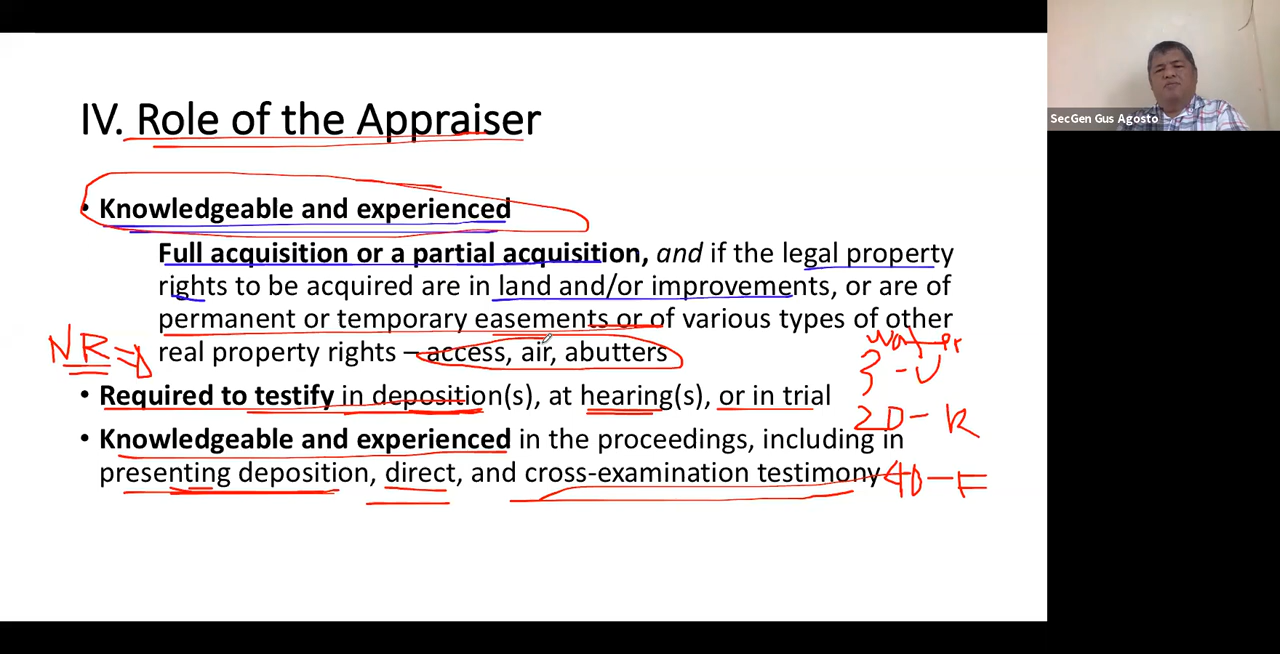 SecGen Gus Agosto
IV. Role of the Appraiser
• Knowledgeable and experienced
Full acquisition or a partial acquisition, and if the legal property
rights to be acquired are in land and/or improvements, or are of
permanent or temporary easements or of various types of other
real property rights – access, air, abutters
NR
water
3 - U
20 - R
40 - F
• Required to testify in deposition(s), at hearing(s), or in trial
• Knowledgeable and experienced in the proceedings, including in
presenting deposition, direct, and cross-examination testimony